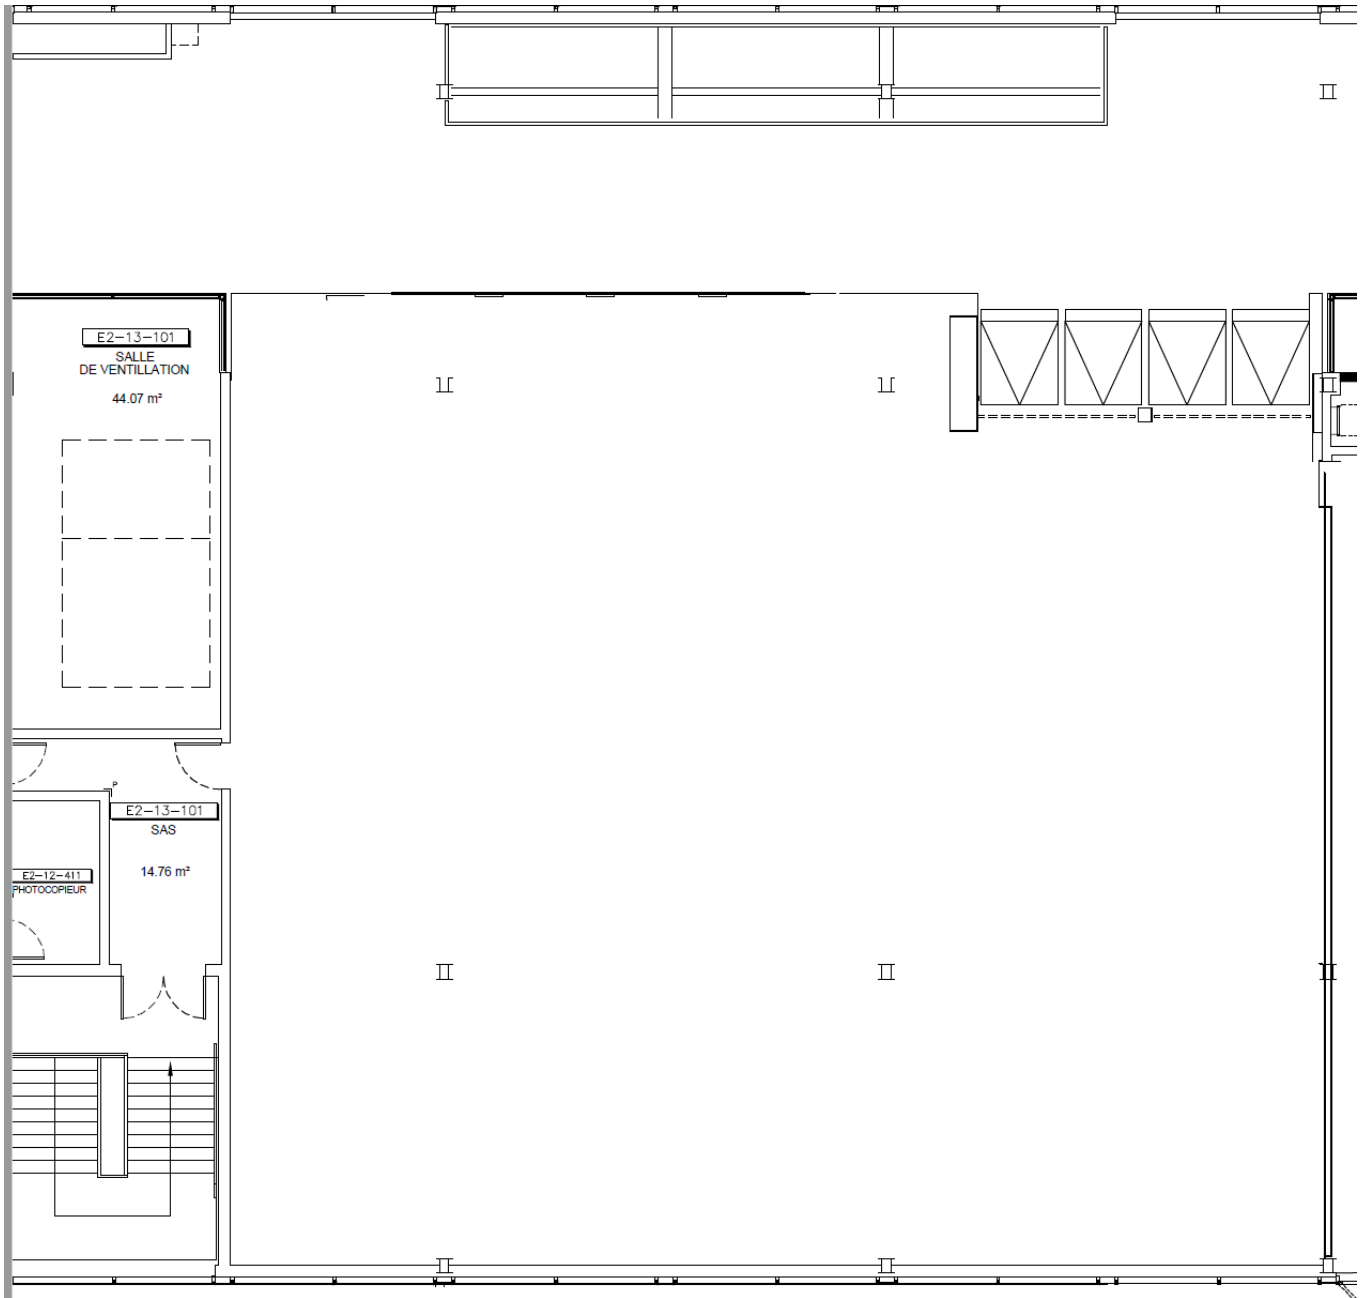 E2-13-101
SALLE
DE VENTILLATION
44.07 m²
P
E2-13-101
SAS
14.76 m²
E2-12-411
PHOTOCOPIEUR